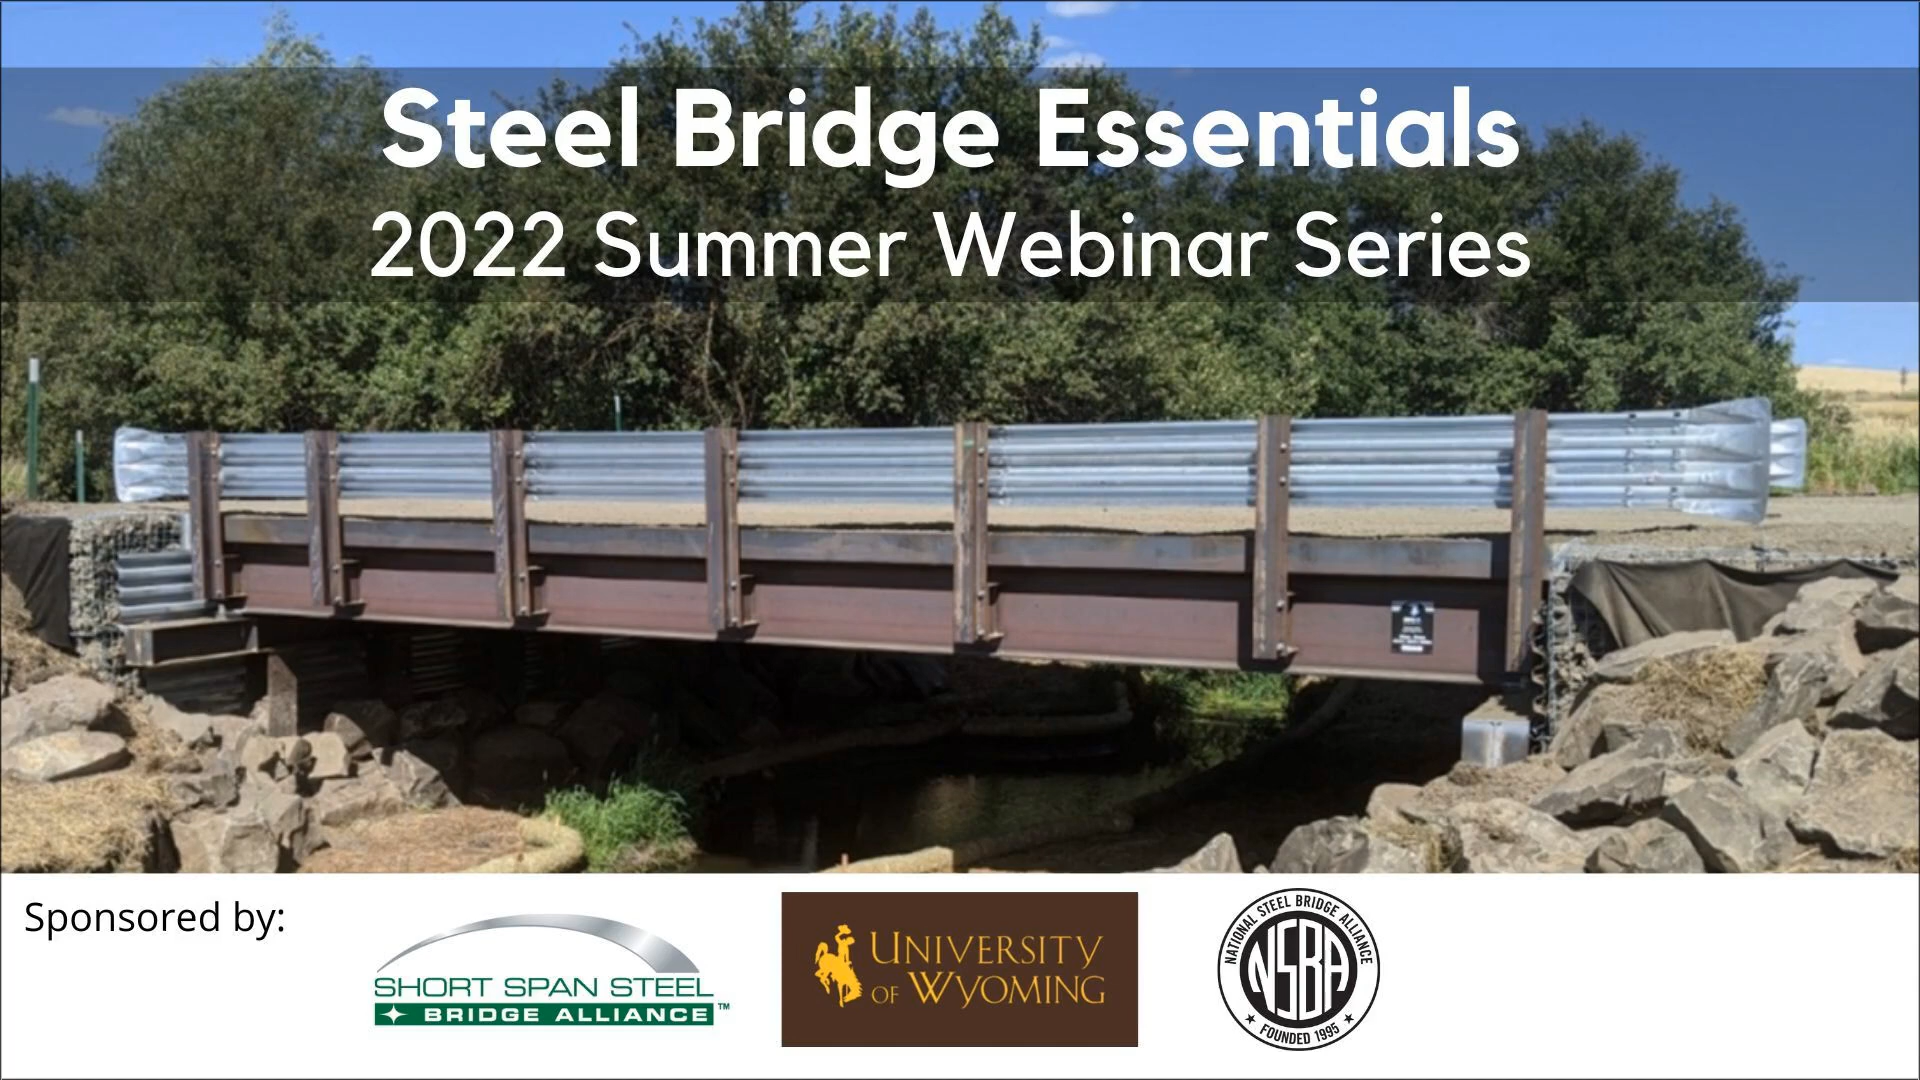 Steel Bridge Essentials
2022 Summer Webinar Series
Sponsored by:
SHORT SPAN STEEL
BRIDGE ALLIANCE™
UNIVERSITY
OF WYOMING
NATIONAL STEEL BRIDGE ALLIANCE
NSBA
FOUNDED 1995